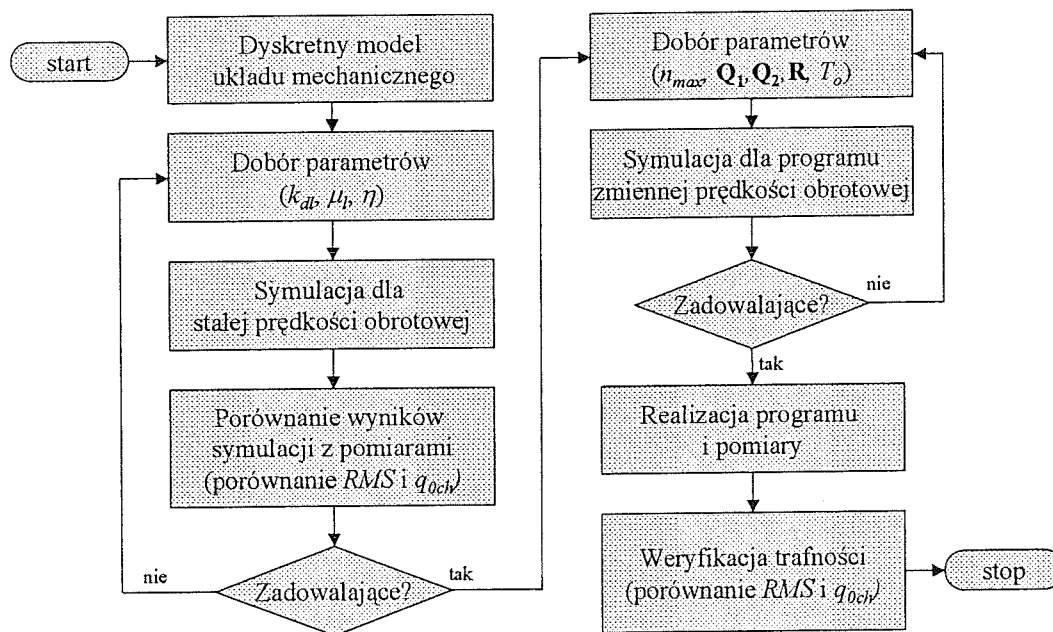 start
Dyskretny model
układu mechanicznego
Dobór parametrów
(k_dl, μ_l, η)
Symulacja dla
stałej prędkości obrotowej
Porównanie wyników
symulacji z pomiarami
(porównanie RMS i q_0ch)
Zadowalające?
nie
tak
Dobór parametrów
(n_max, Q_1, Q_2, R, T_o)
Symulacja dla programu
zmiennej prędkości obrotowej
Zadowalające?
nie
tak
Realizacja programu
i pomiary
Weryfikacja trafności
(porównanie RMS i q_0ch)
stop